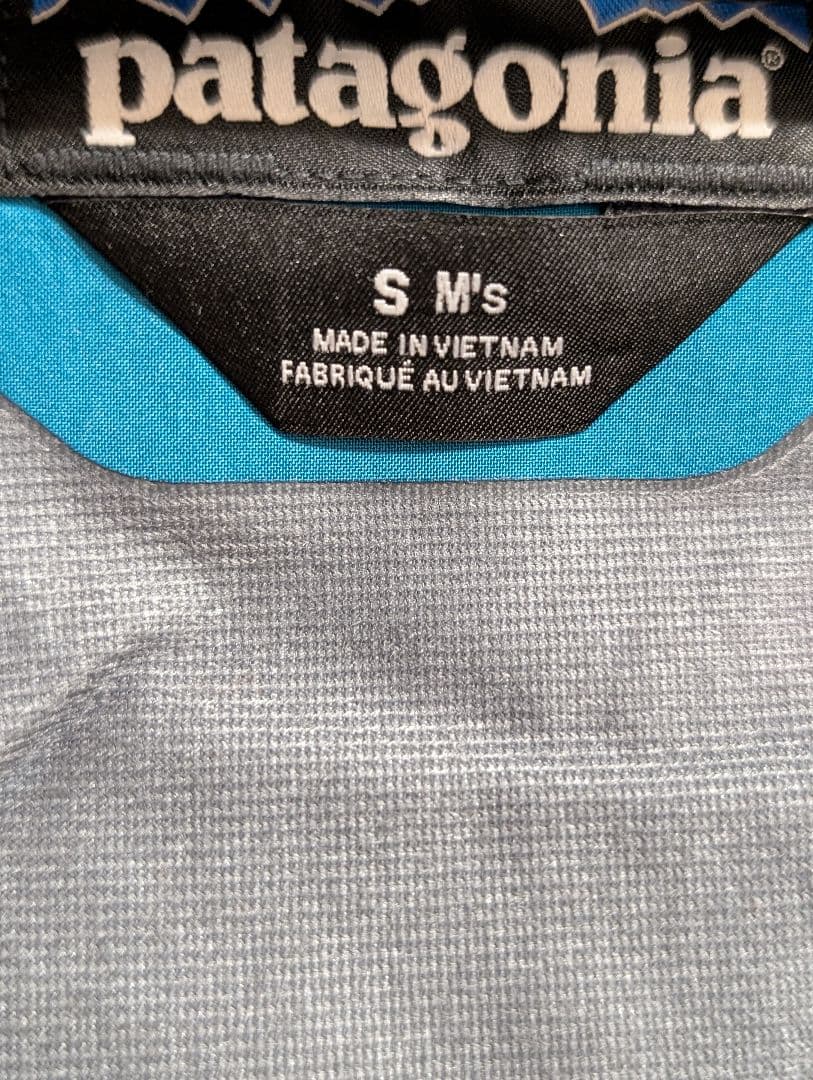 patagonia®
S M's
MADE IN VIETNAM
FABRIQUÉ AU VIETNAM